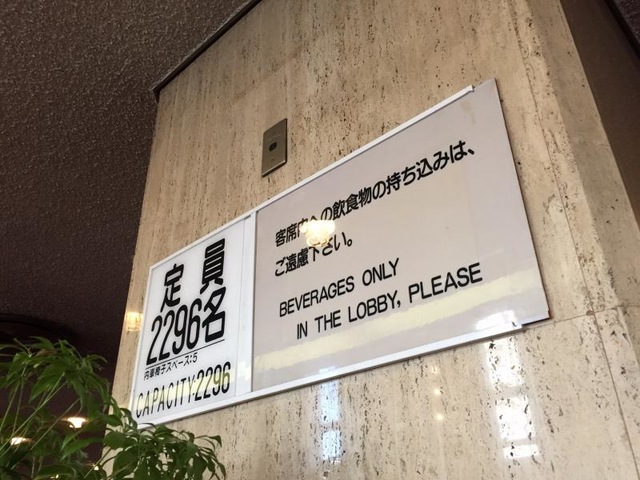 定員
2296名
内車椅子スペース:5
CAPACITY:2296
客席内への飲食物の持ち込みは、
ご遠慮下さい。
BEVERAGES ONLY
IN THE LOBBY, PLEASE